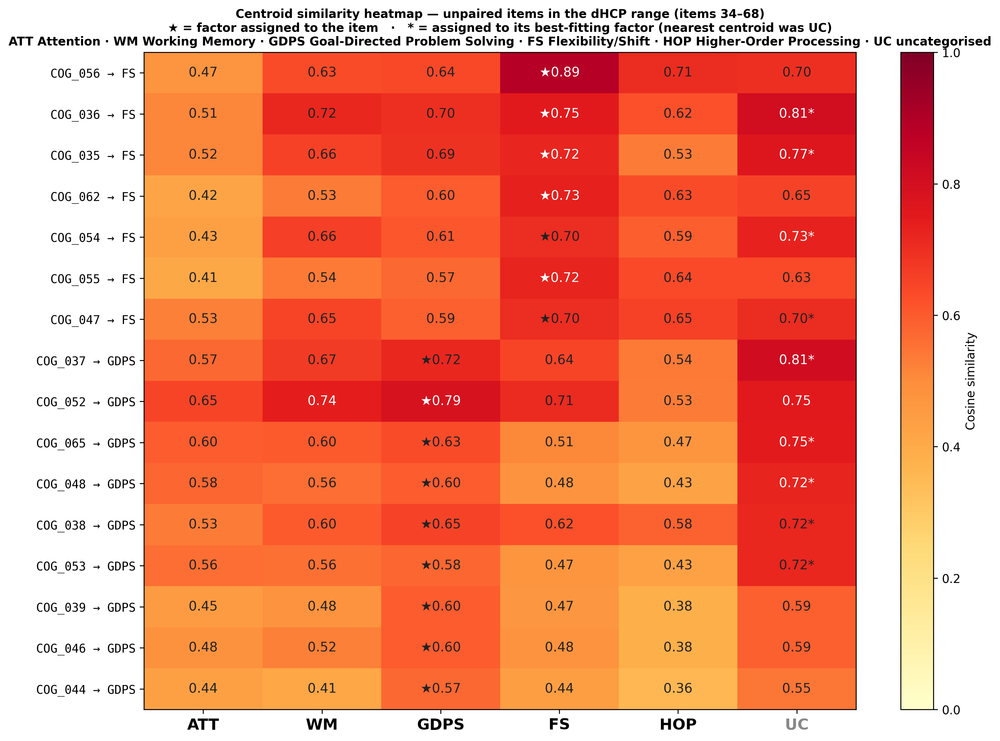 Centroid similarity heatmap — unpaired items in the dHCP range (items 34–68)
★ = factor assigned to the item · * = assigned to its best-fitting factor (nearest centroid was UC)
ATT Attention · WM Working Memory · GDPS Goal-Directed Problem Solving · FS Flexibility/Shift · HOP Higher-Order Processing · UC uncategorised
COG_056 → FS 0.47 0.63 0.64 ★0.89 0.71 0.70
COG_036 → FS 0.51 0.72 0.70 ★0.75 0.62 0.81*
COG_035 → FS 0.52 0.66 0.69 ★0.72 0.53 0.77*
COG_062 → FS 0.42 0.53 0.60 ★0.73 0.63 0.65
COG_054 → FS 0.43 0.66 0.61 ★0.70 0.59 0.73*
COG_055 → FS 0.41 0.54 0.57 ★0.72 0.64 0.63
COG_047 → FS 0.53 0.65 0.59 ★0.70 0.65 0.70*
COG_037 → GDPS 0.57 0.67 ★0.72 0.64 0.54 0.81*
COG_052 → GDPS 0.65 0.74 ★0.79 0.71 0.53 0.75
COG_065 → GDPS 0.60 0.60 ★0.63 0.51 0.47 0.75*
COG_048 → GDPS 0.58 0.56 ★0.60 0.48 0.43 0.72*
COG_038 → GDPS 0.53 0.60 ★0.65 0.62 0.58 0.72*
COG_053 → GDPS 0.56 0.56 ★0.58 0.47 0.43 0.72*
COG_039 → GDPS 0.45 0.48 ★0.60 0.47 0.38 0.59
COG_046 → GDPS 0.48 0.52 ★0.60 0.48 0.38 0.59
COG_044 → GDPS 0.44 0.41 ★0.57 0.44 0.36 0.55
ATT WM GDPS FS HOP UC
1.0
0.8
0.6
0.4
0.2
0.0
Cosine similarity